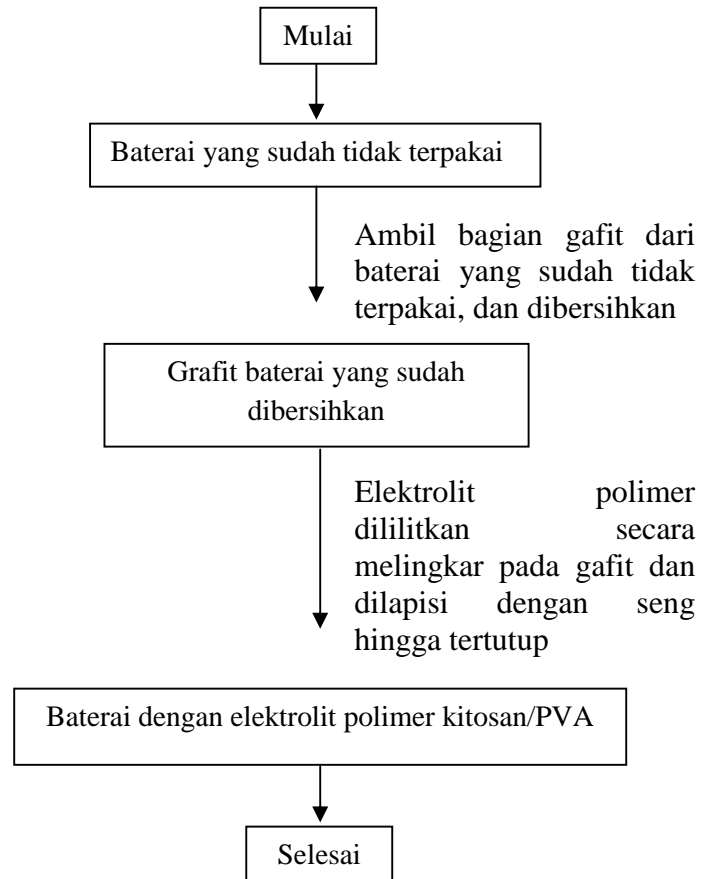 Mulai
Baterai yang sudah tidak terpakai
Ambil bagian gafit dari
baterai yang sudah tidak
terpakai, dan dibersihkan
Grafit baterai yang sudah
dibersihkan
Elektrolit polimer
dililitkan secara
melingkar pada gafit dan
dilapisi dengan seng
hingga tertutup
Baterai dengan elektrolit polimer kitosan/PVA
Selesai